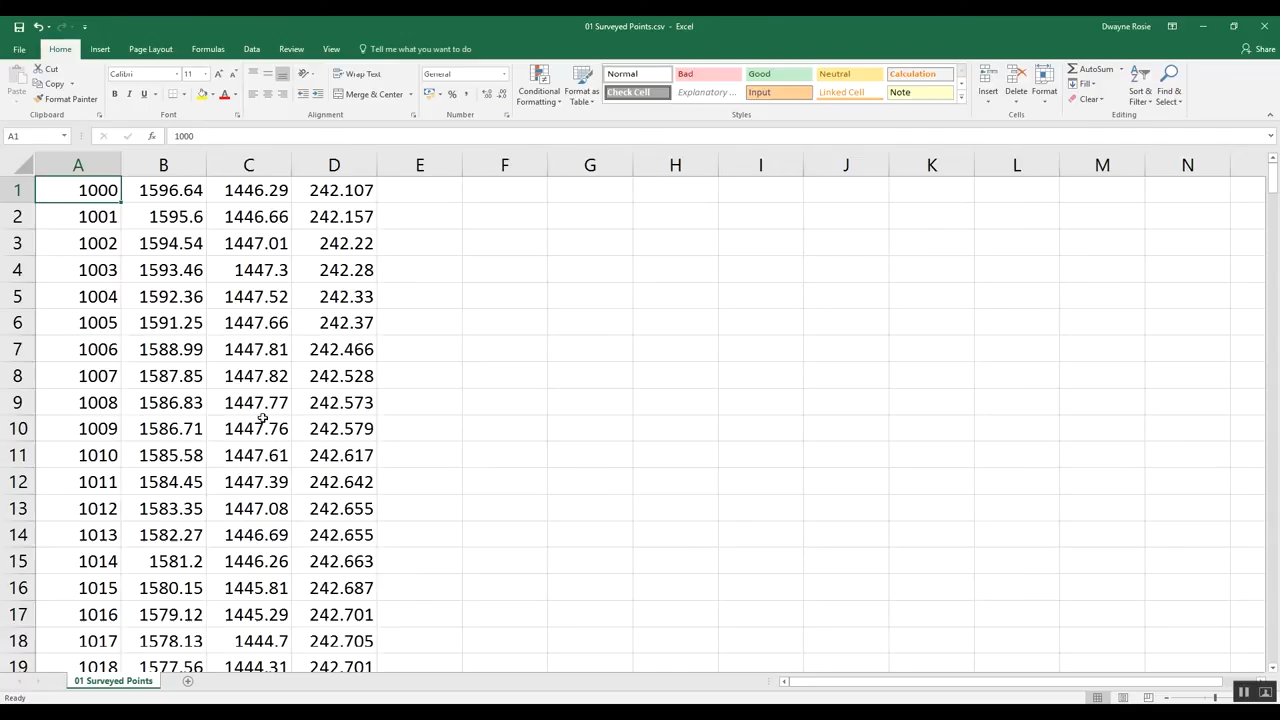 01 Surveyed Points.csv - Excel
Dwayne Rosie
File Home Insert Page Layout Formulas Data Review View Tell me what you want to do Share
Paste Cut Copy Format Painter
Clipboard
Calibri 11
Font
Wrap Text
Merge & Center
Alignment
General
Number
Conditional Formatting
Format as Table
Normal Bad Good Neutral Calculation
Check Cell Explanatory ... Input Linked Cell Note
Styles
Insert Delete Format
Cells
AutoSum
Fill
Clear
Sort & Filter
Find & Select
Editing
A1 fx 1000
A B C D E F G H I J K L M N
1 1000 1596.64 1446.29 242.107
2 1001 1595.6 1446.66 242.157
3 1002 1594.54 1447.01 242.22
4 1003 1593.46 1447.3 242.28
5 1004 1592.36 1447.52 242.33
6 1005 1591.25 1447.66 242.37
7 1006 1588.99 1447.81 242.466
8 1007 1587.85 1447.82 242.528
9 1008 1586.83 1447.77 242.573
10 1009 1586.71 1447.76 242.579
11 1010 1585.58 1447.61 242.617
12 1011 1584.45 1447.39 242.642
13 1012 1583.35 1447.08 242.655
14 1013 1582.27 1446.69 242.655
15 1014 1581.2 1446.26 242.663
16 1015 1580.15 1445.81 242.687
17 1016 1579.12 1445.29 242.701
18 1017 1578.13 1444.7 242.705
19 1018 1577.56 1444.31 242.701
01 Surveyed Points
Ready